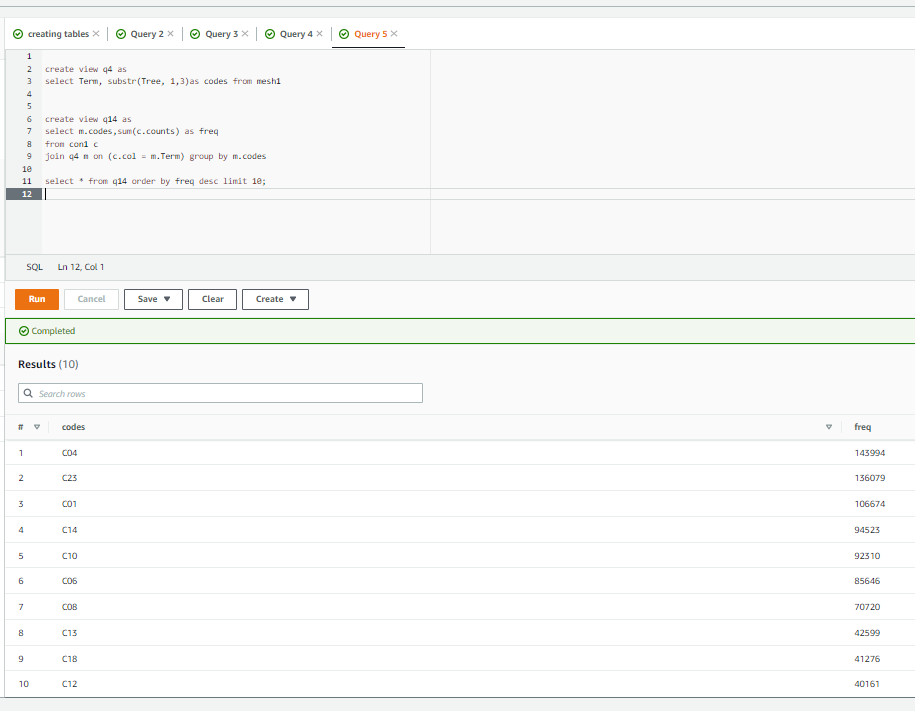 creating tables Query 2 Query 3 Query 4 Query 5
1
2 create view q4 as
3 select Term, substr(Tree, 1,3)as codes from mesh1
4
5
6 create view q14 as
7 select m.codes,sum(c.counts) as freq
8 from con1 c
9 join q4 m on (c.col = m.Term) group by m.codes
10
11 select * from q14 order by freq desc limit 10;
12
SQL Ln 12, Col 1
Run Cancel Save Clear Create
Completed
Results (10)
Search rows
# codes freq
1 C04 143994
2 C23 136079
3 C01 106674
4 C14 94523
5 C10 92310
6 C06 85646
7 C08 70720
8 C13 42599
9 C18 41276
10 C12 40161